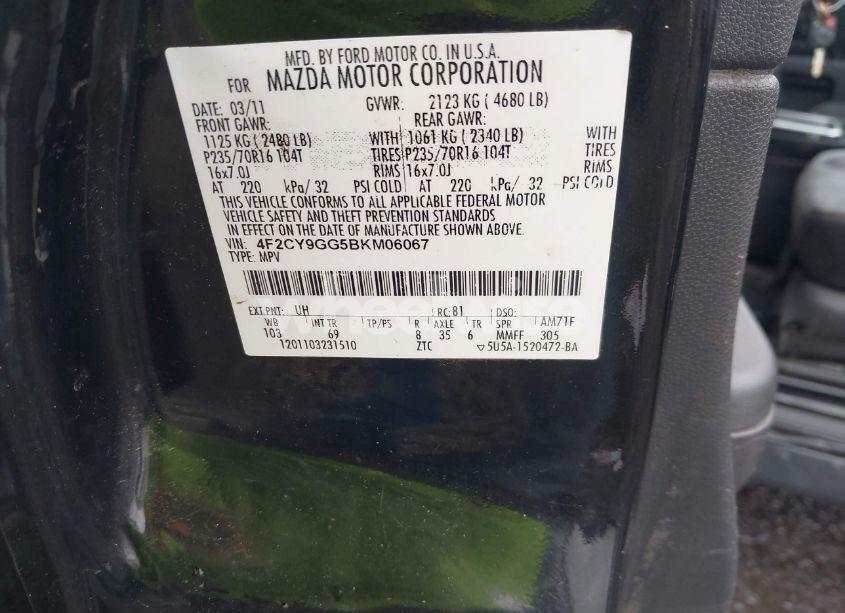 MFD. BY FORD MOTOR CO. IN U.S.A.
FOR MAZDA MOTOR CORPORATION
DATE: 03/11 GVWR: 2123 KG ( 4680 LB)
FRONT GAWR: REAR GAWR:
1125 KG ( 2480 LB) WITH 1061 KG ( 2340 LB) WITH
P235/70R16 104T TIRES P235/70R16 104T TIRES
16x7.0J RIMS 16x7.0J RIMS
AT 220 kPa/ 32 PSI COLD AT 220 kPa/ 32 PSI COLD
THIS VEHICLE CONFORMS TO ALL APPLICABLE FEDERAL MOTOR
VEHICLE SAFETY AND THEFT PREVENTION STANDARDS
IN EFFECT ON THE DATE OF MANUFACTURE SHOWN ABOVE.
VIN: 4F2CY9GG5BKM06067
TYPE: MPV
EXT PNT: UH RC: 81 DSO: AM71F
WB INT TR TP/PS R AXLE TR SPR
103 69 8 35 6 MMFF 305
1201103231510 ZTC ▽5U5A-1520472-BA